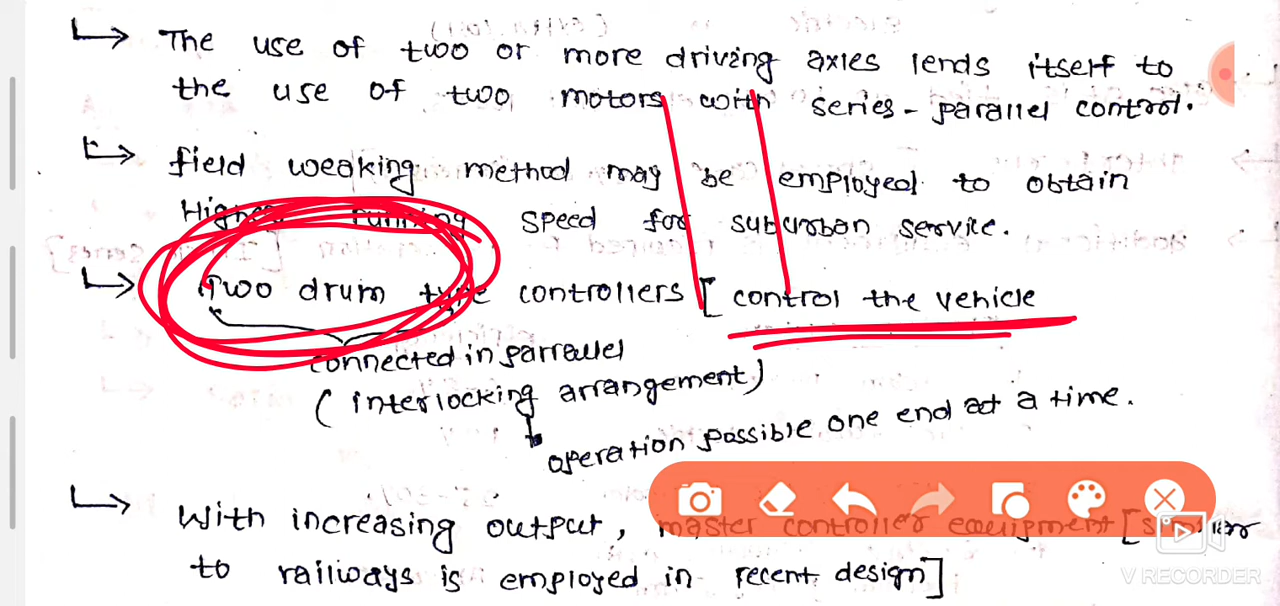 The use of two or more driving axles lends itself to
the use of two motors with series-parallel control.
field weaking method may be employed to obtain
Higher running speed for suburban service.
Two drum type controllers [control the vehicle
connected in parrallel
(interlocking arrangement)
operation possible one end at a time.
With increasing output, master controller equipment [similar
to railways is employed in recent design]
V RECORDER